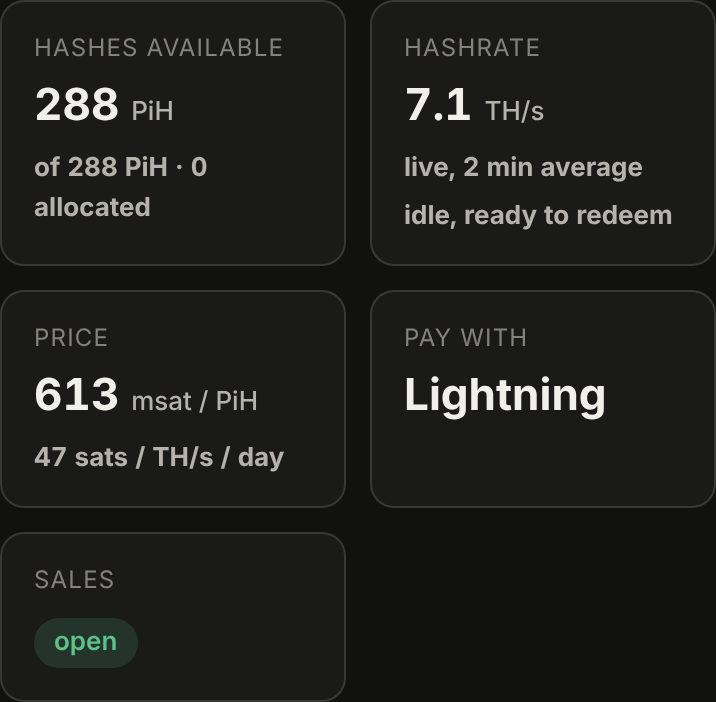 HASHES AVAILABLE
288 PiH
of 288 PiH · 0
allocated
HASHRATE
7.1 TH/s
live, 2 min average
idle, ready to redeem
PRICE
613 msat / PiH
47 sats / TH/s / day
PAY WITH
Lightning
SALES
open